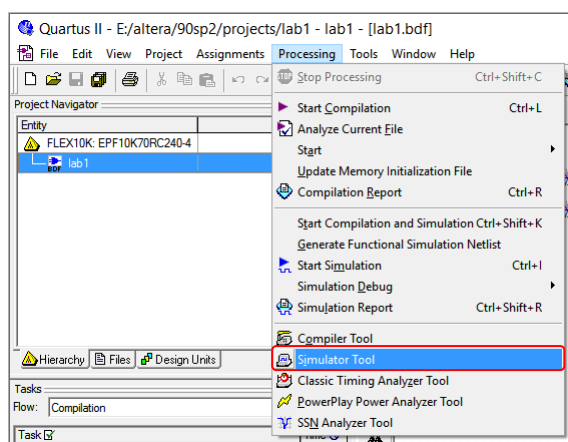 Quartus II - E:/altera/90sp2/projects/lab1 - lab1 - [lab1.bdf]
File Edit View Project Assignments Processing Tools Window Help
Stop Processing Ctrl+Shift+C
Project Navigator
Entity
FLEX10K: EPF10K70RC240-4
BDF lab1
Start Compilation Ctrl+L
Analyze Current File
Start
Update Memory Initialization File
Compilation Report Ctrl+R
Start Compilation and Simulation Ctrl+Shift+K
Generate Functional Simulation Netlist
Start Simulation Ctrl+I
Simulation Debug
Simulation Report Ctrl+Shift+R
Compiler Tool
Simulator Tool
Classic Timing Analyzer Tool
PowerPlay Power Analyzer Tool
SSN Analyzer Tool
Hierarchy Files Design Units
Tasks
Flow: Compilation
Task